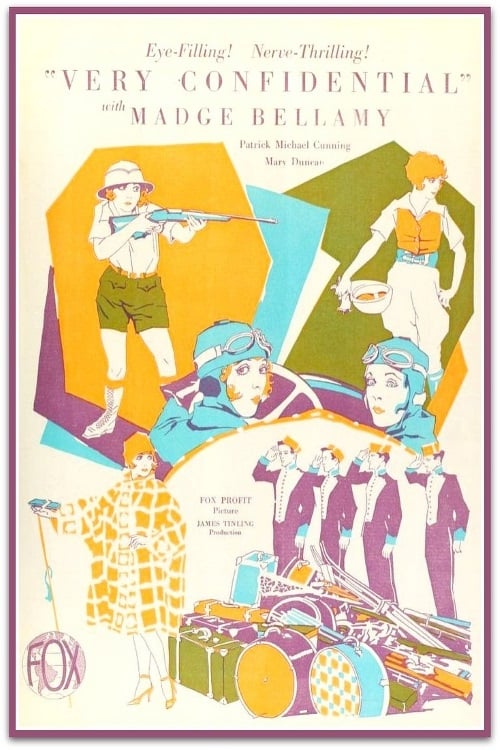 Eye-Filling! Nerve-Thrilling!
"VERY CONFIDENTIAL"
with MADGE BELLAMY
Patrick Michael Cunning
Mary Duncan
FOX PROFIT
Picture
JAMES TINLING
Production
FOX